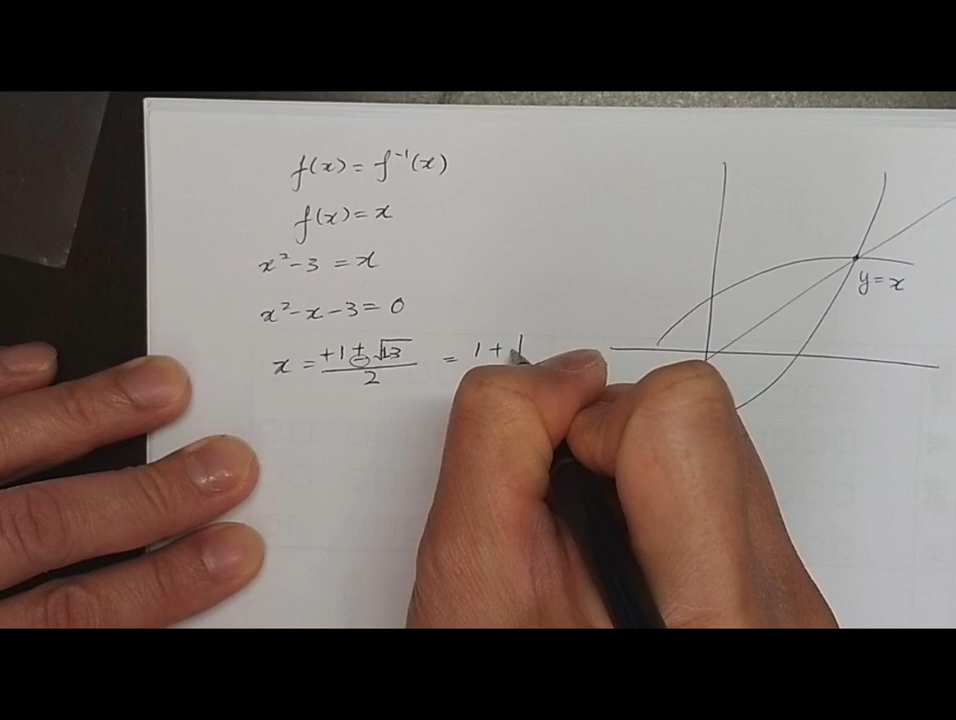 f(x) = f⁻¹(x)
f(x) = x
x² - 3 = x
x² - x - 3 = 0
x = (+1 ± √13)/2 = 1 +
y = x